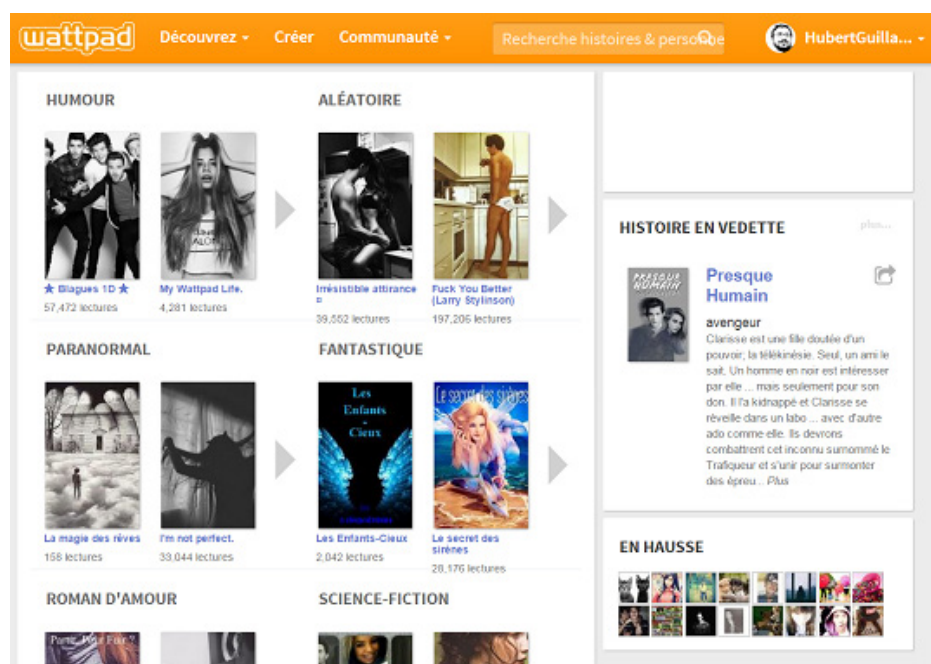 wattpad
Découvrez
Créer
Communauté
Recherche histoires & personne
HubertGuilla...
HUMOUR
★ Blagues 1D ★
57,472 lectures
My Wattpad Life.
4,281 lectures
ALÉATOIRE
Irrésistible attirance
¤
39,552 lectures
Fuck You Better
(Larry Stylinson)
197,206 lectures
PARANORMAL
La magie des rêves
158 lectures
I'm not perfect.
33,044 lectures
FANTASTIQUE
Les
Enfants
-
Cieux
Les Enfants-Cieux
2,042 lectures
Le secret des sirènes
Le secret des
sirènes
28,176 lectures
ROMAN D'AMOUR
Partir Pour Fuir ?
SCIENCE-FICTION
HISTOIRE EN VEDETTE
plus...
PRESQUE
HUMAIN
Presque
Humain
avengeur
Clarisse est une fille doutée d'un
pouvoir; la télékinésie. Seul, un ami le
sait. Un homme en noir est intéresser
par elle ... mais seulement pour son
don. Il l'a kidnappé et Clarisse se
réveille dans un labo ... avec d'autre
ado comme elle. Ils devrons
combattrent cet inconnu surnommé le
Trafiqueur et s'unir pour surmonter
des épreu... Plus
EN HAUSSE